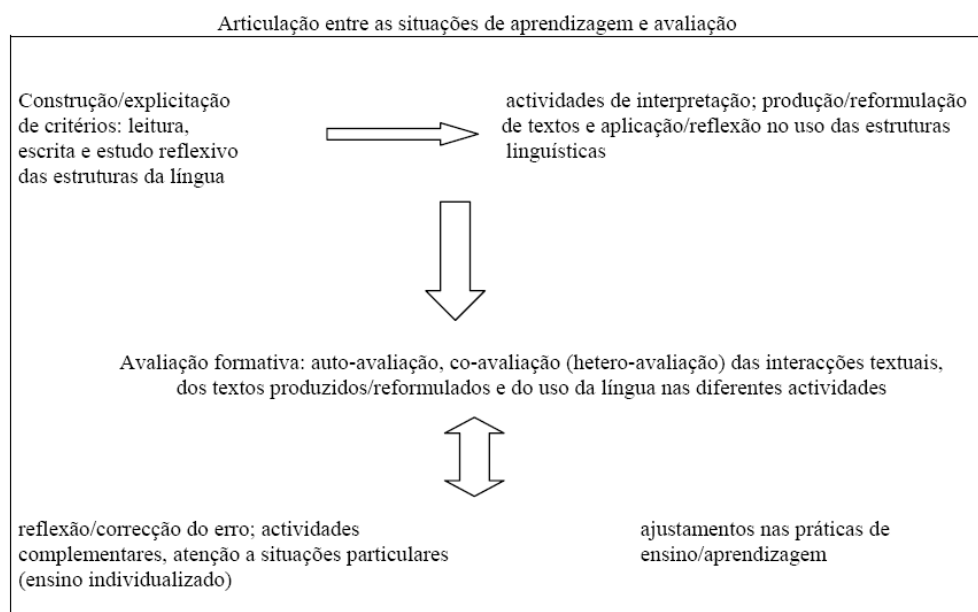 Articulação entre as situações de aprendizagem e avaliação
Construção/explicitação
de critérios: leitura,
escrita e estudo reflexivo
das estruturas da língua
actividades de interpretação; produção/reformulação
de textos e aplicação/reflexão no uso das estruturas
linguísticas
Avaliação formativa: auto-avaliação, co-avaliação (hetero-avaliação) das interacções textuais,
dos textos produzidos/reformulados e do uso da língua nas diferentes actividades
reflexão/correcção do erro; actividades
complementares, atenção a situações particulares
(ensino individualizado)
ajustamentos nas práticas de
ensino/aprendizagem